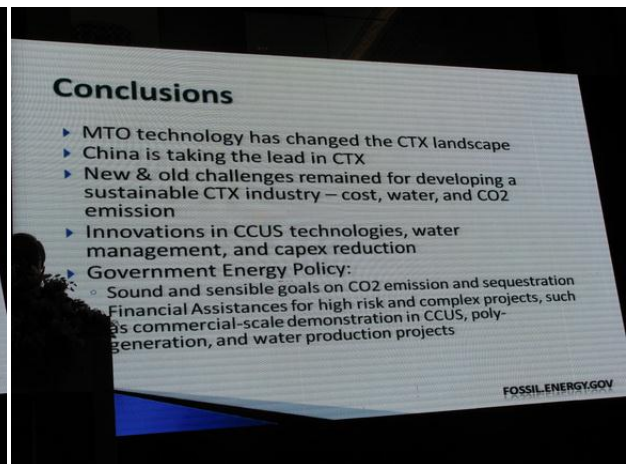 Conclusions
MTO technology has changed the CTX landscape
China is taking the lead in CTX
New & old challenges remained for developing a
sustainable CTX industry – cost, water, and CO2
emission
Innovations in CCUS technologies, water
management, and capex reduction
Government Energy Policy:
Sound and sensible goals on CO2 emission and sequestration
Financial Assistances for high risk and complex projects, such
as commercial-scale demonstration in CCUS, poly-
generation, and water production projects
FOSSIL.ENERGY.GOV